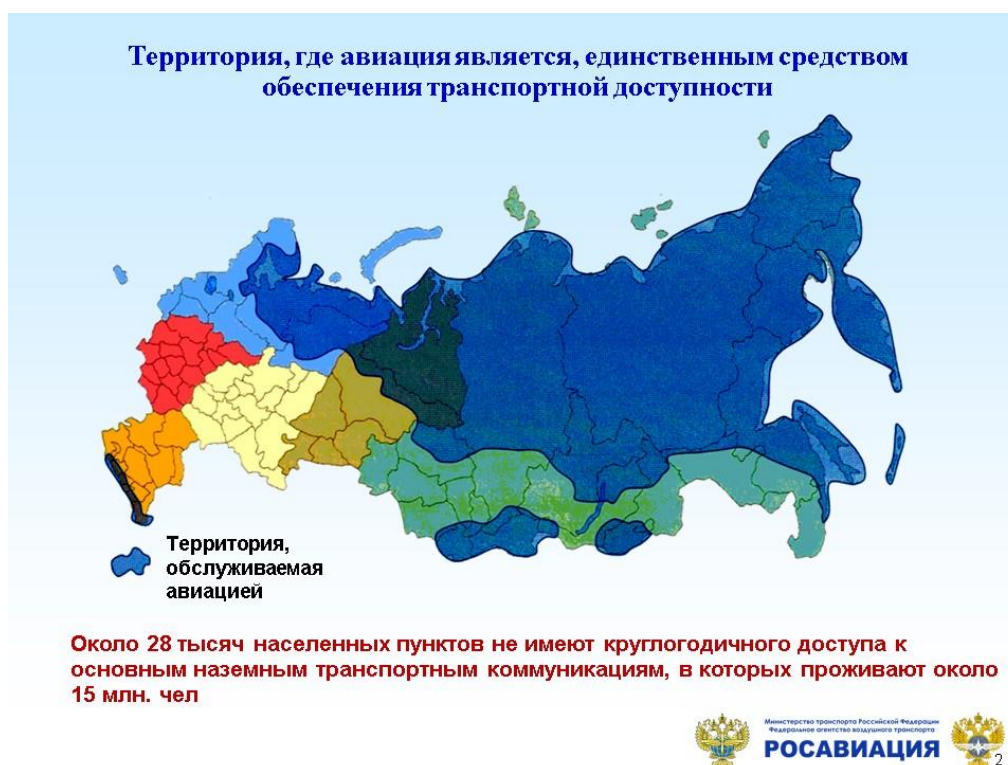 Территория, где авиация является, единственным средством
обеспечения транспортной доступности
Территория,
обслуживаемая
авиацией
Около 28 тысяч населенных пунктов не имеют круглогодичного доступа к
основным наземным транспортным коммуникациям, в которых проживают около
15 млн. чел
Министерство транспорта Российской Федерации
Федеральное агентство воздушного транспорта
РОСАВИАЦИЯ
2